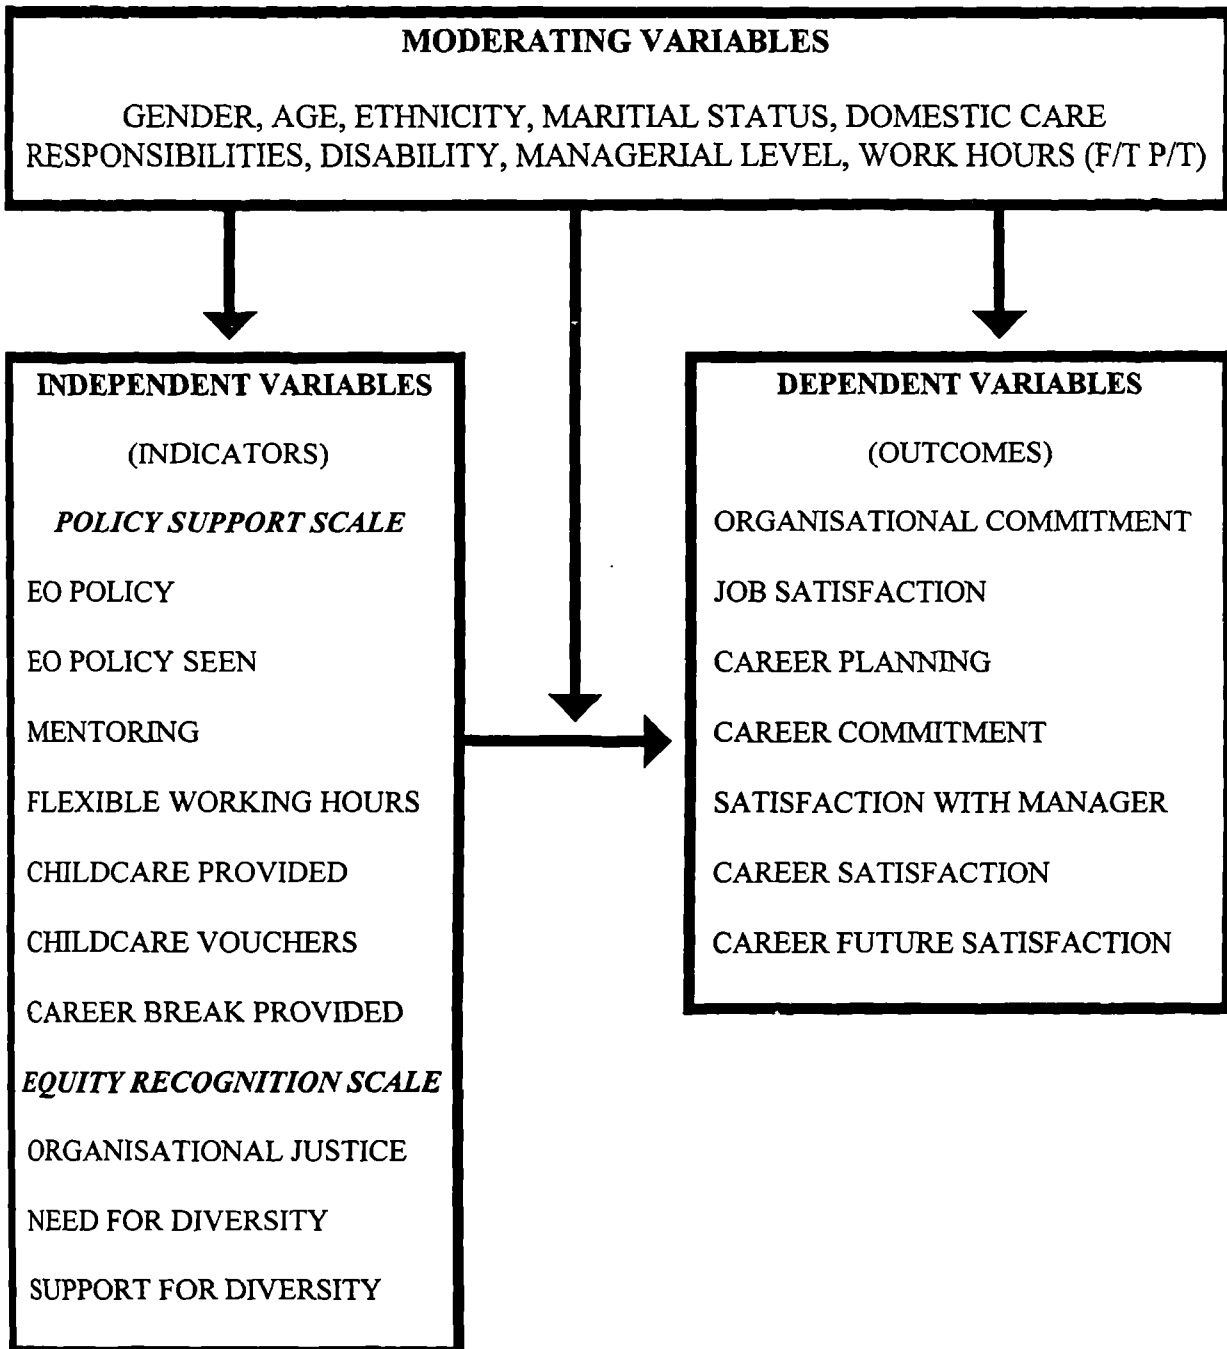 MODERATING VARIABLES
GENDER, AGE, ETHNICITY, MARITIAL STATUS, DOMESTIC CARE
RESPONSIBILITIES, DISABILITY, MANAGERIAL LEVEL, WORK HOURS (F/T P/T)
INDEPENDENT VARIABLES
(INDICATORS)
POLICY SUPPORT SCALE
EO POLICY
EO POLICY SEEN
MENTORING
FLEXIBLE WORKING HOURS
CHILDCARE PROVIDED
CHILDCARE VOUCHERS
CAREER BREAK PROVIDED
EQUITY RECOGNITION SCALE
ORGANISATIONAL JUSTICE
NEED FOR DIVERSITY
SUPPORT FOR DIVERSITY
DEPENDENT VARIABLES
(OUTCOMES)
ORGANISATIONAL COMMITMENT
JOB SATISFACTION
CAREER PLANNING
CAREER COMMITMENT
SATISFACTION WITH MANAGER
CAREER SATISFACTION
CAREER FUTURE SATISFACTION